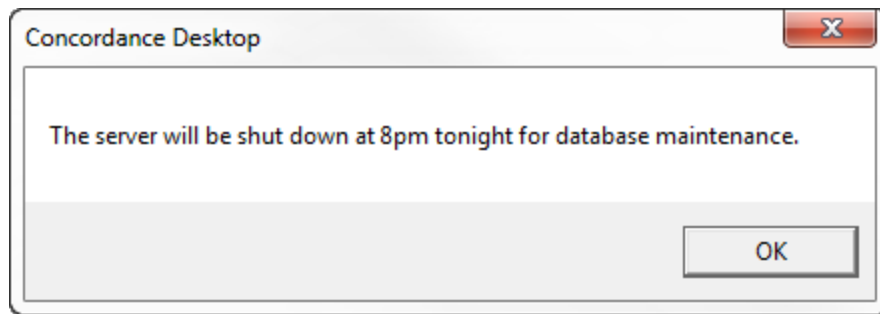 Concordance Desktop
The server will be shut down at 8pm tonight for database maintenance.
OK